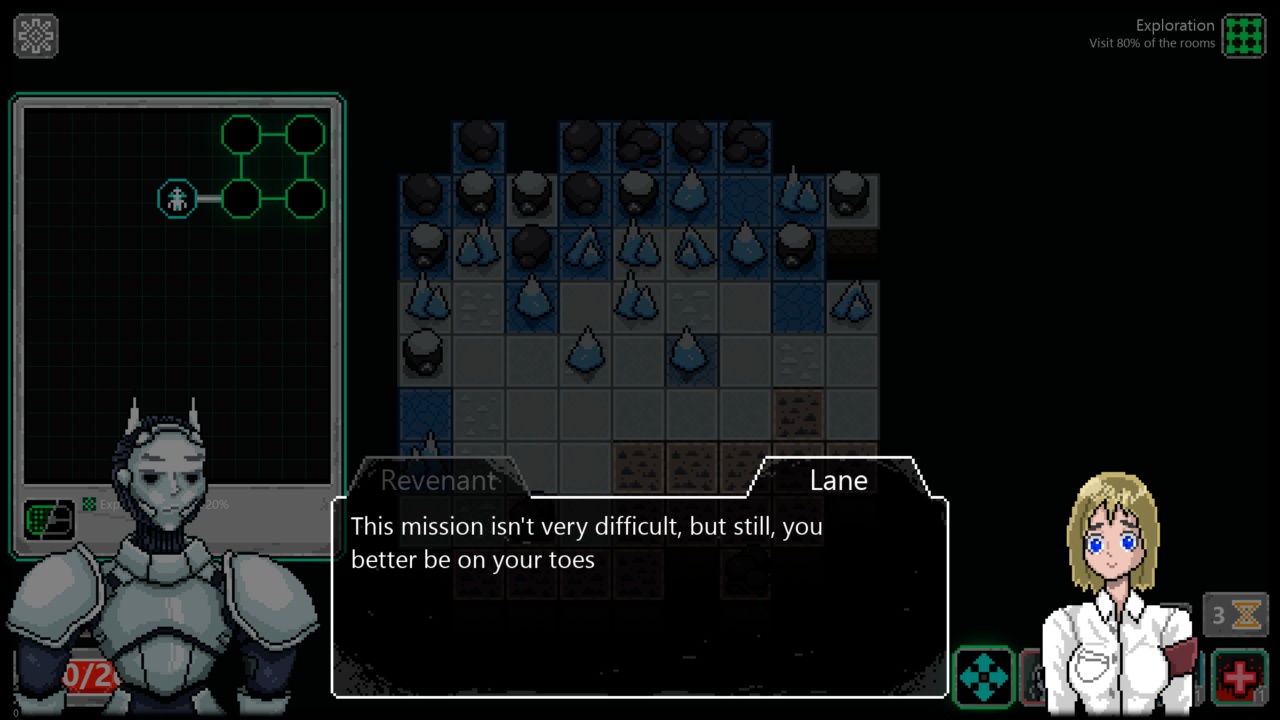 Exploration
Visit 80% of the rooms
Revenant
Lane
This mission isn't very difficult, but still, you
better be on your toes
20%
3